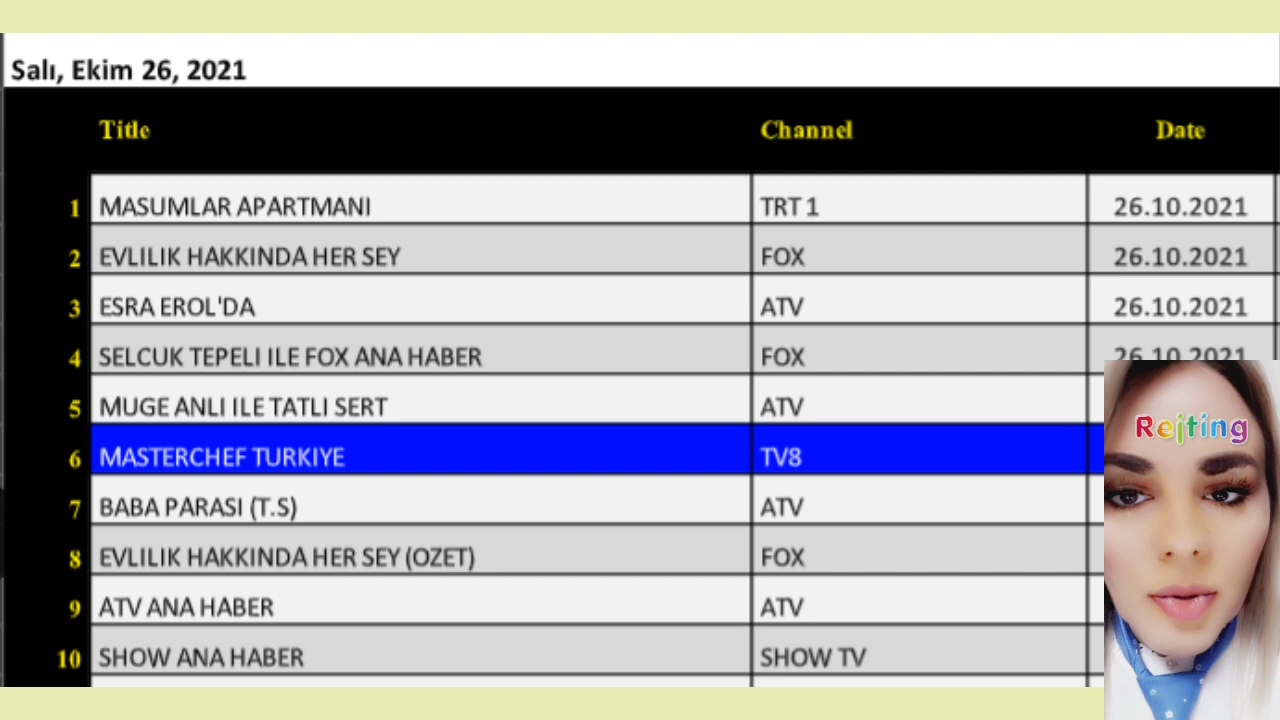 Salı, Ekim 26, 2021
Title Channel Date
1 MASUMLAR APARTMANI TRT 1 26.10.2021
2 EVLILIK HAKKINDA HER SEY FOX 26.10.2021
3 ESRA EROL'DA ATV 26.10.2021
4 SELCUK TEPELI ILE FOX ANA HABER FOX 26.10.2021
5 MUGE ANLI ILE TATLI SERT ATV
Rejting
6 MASTERCHEF TURKIYE TV8
7 BABA PARASI (T.S) ATV
8 EVLILIK HAKKINDA HER SEY (OZET) FOX
9 ATV ANA HABER ATV
10 SHOW ANA HABER SHOW TV